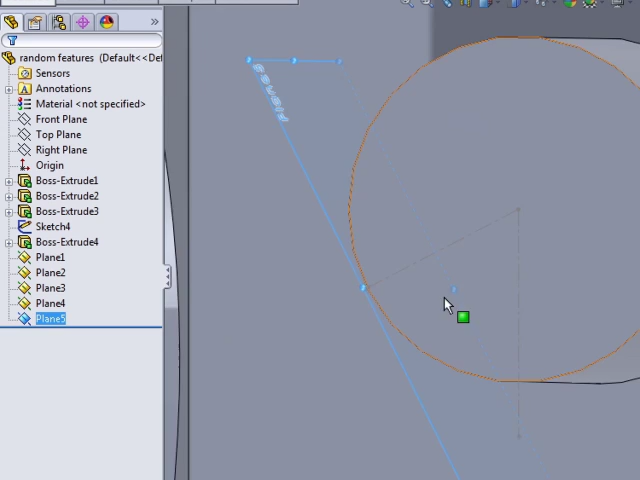 »
random features (Default<<Def
Sensors
A Annotations
Material <not specified>
Front Plane
Top Plane
Right Plane
Origin
Boss-Extrude1
Boss-Extrude2
Boss-Extrude3
Sketch4
Boss-Extrude4
Plane1
Plane2
Plane3
Plane4
Plane5
Plane5